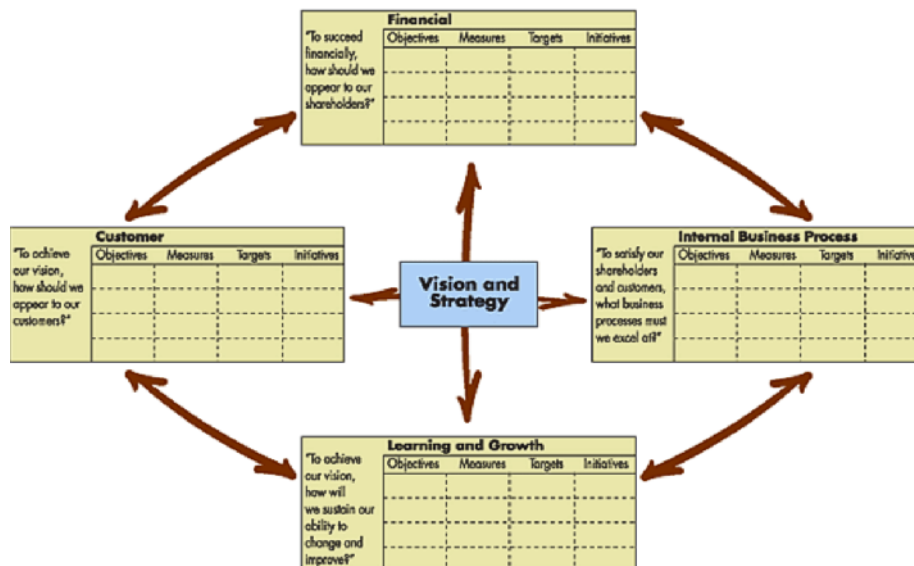 Financial
"To succeed
financially,
how should we
appear to our
shareholders?"
Objectives Measures Targets Initiatives
Customer
"To achieve
our vision,
how should we
appear to our
customers?"
Objectives Measures Targets Initiatives
Vision and
Strategy
Internal Business Process
"To satisfy our
shareholders
and customers,
what business
processes must
we excel at?"
Objectives Measures Targets Initiative
Learning and Growth
"To achieve
our vision,
how will
we sustain our
ability to
change and
improve?"
Objectives Measures Targets Initiatives